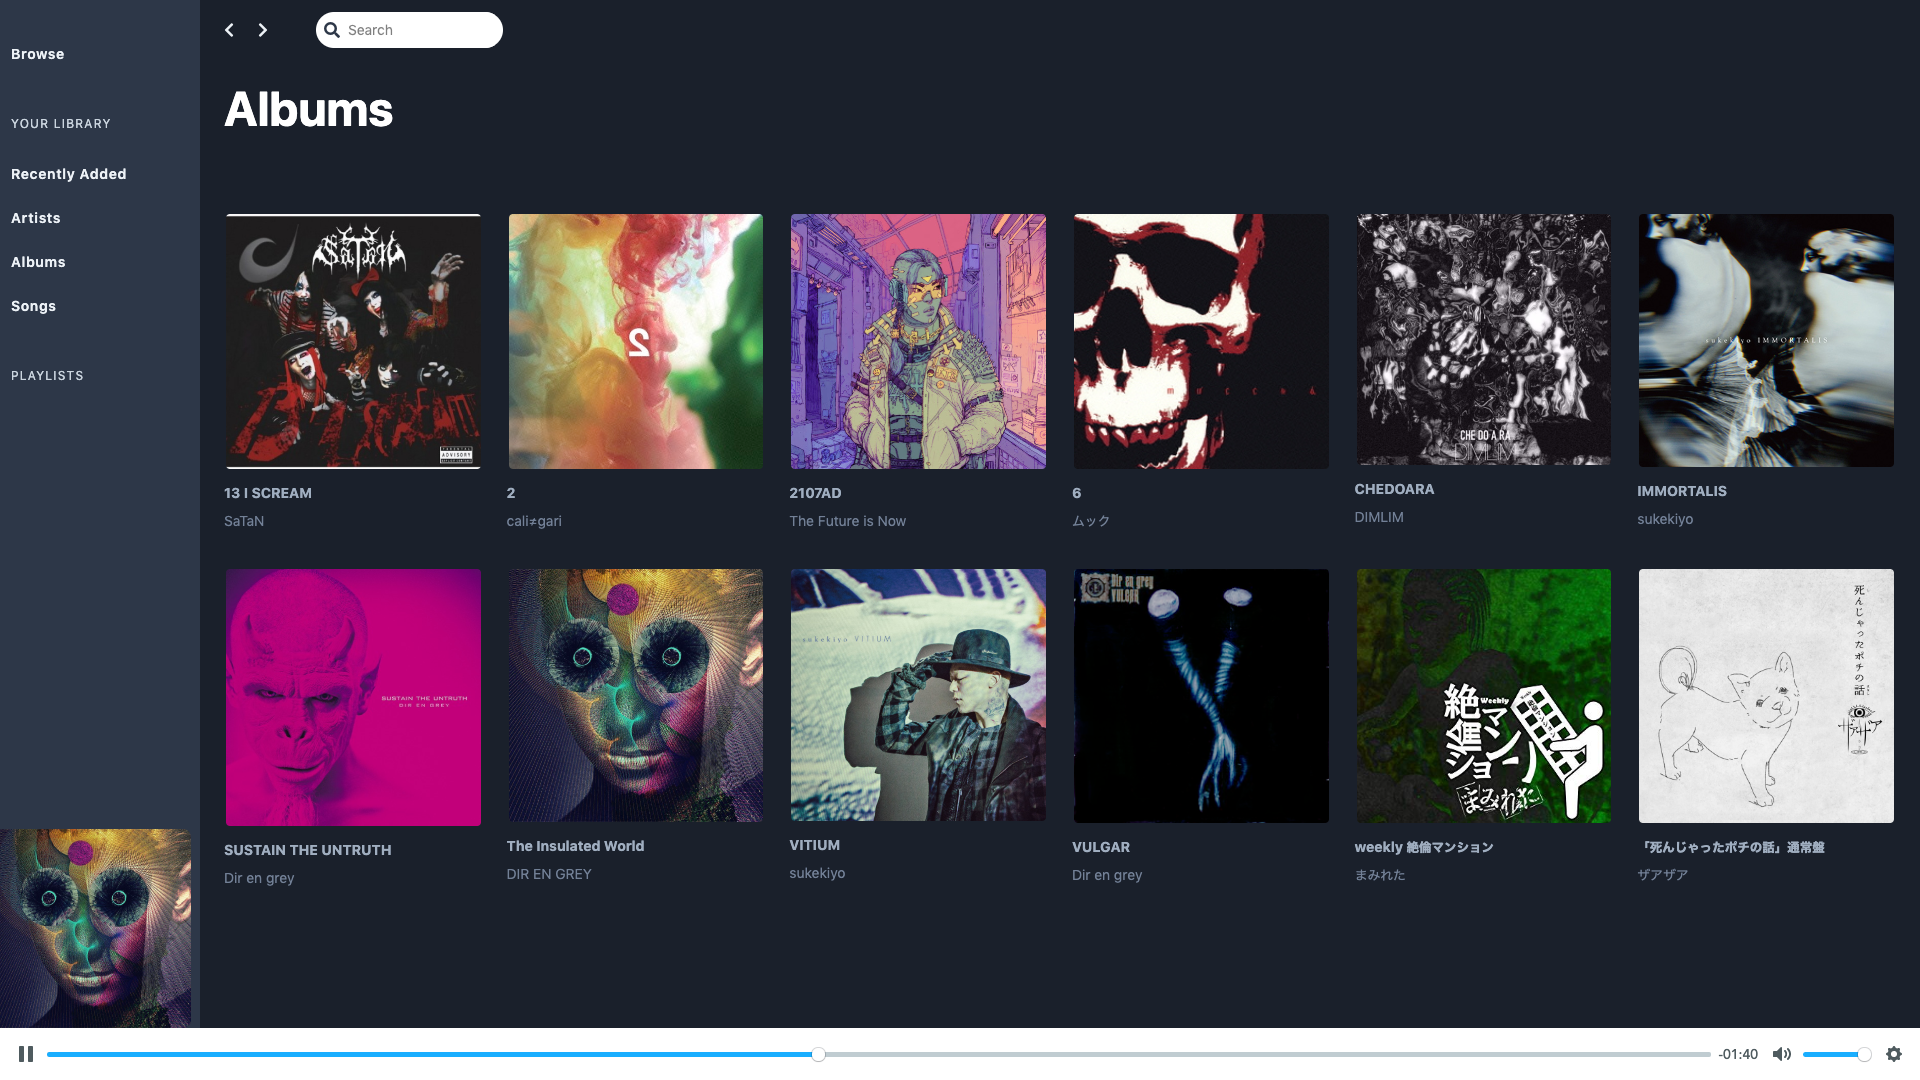 Search
Browse
Albums
YOUR LIBRARY
Recently Added
Artists
Albums
Songs
PLAYLISTS
SaTaN
13 I SCREAM
PARENTAL
ADVISORY
2
mucc 6
CHE DO A RA
DIMLIM
sukekiyo IMMORTALIS
13 I SCREAM
SaTaN
2
cali≠gari
2107AD
The Future is Now
6
ムック
CHEDOARA
DIMLIM
IMMORTALIS
sukekiyo
SUSTAIN THE UNTRUTH
DIR EN GREY
sukekiyo VITIUM
Dir en grey
VULGAR
Weekly
絶倫マンション
まみれた
死んじゃったポチの話
ザアザア
SUSTAIN THE UNTRUTH
Dir en grey
The Insulated World
DIR EN GREY
VITIUM
sukekiyo
VULGAR
Dir en grey
weekly 絶倫マンション
まみれた
「死んじゃったポチの話」通常盤
ザアザア
-01:40